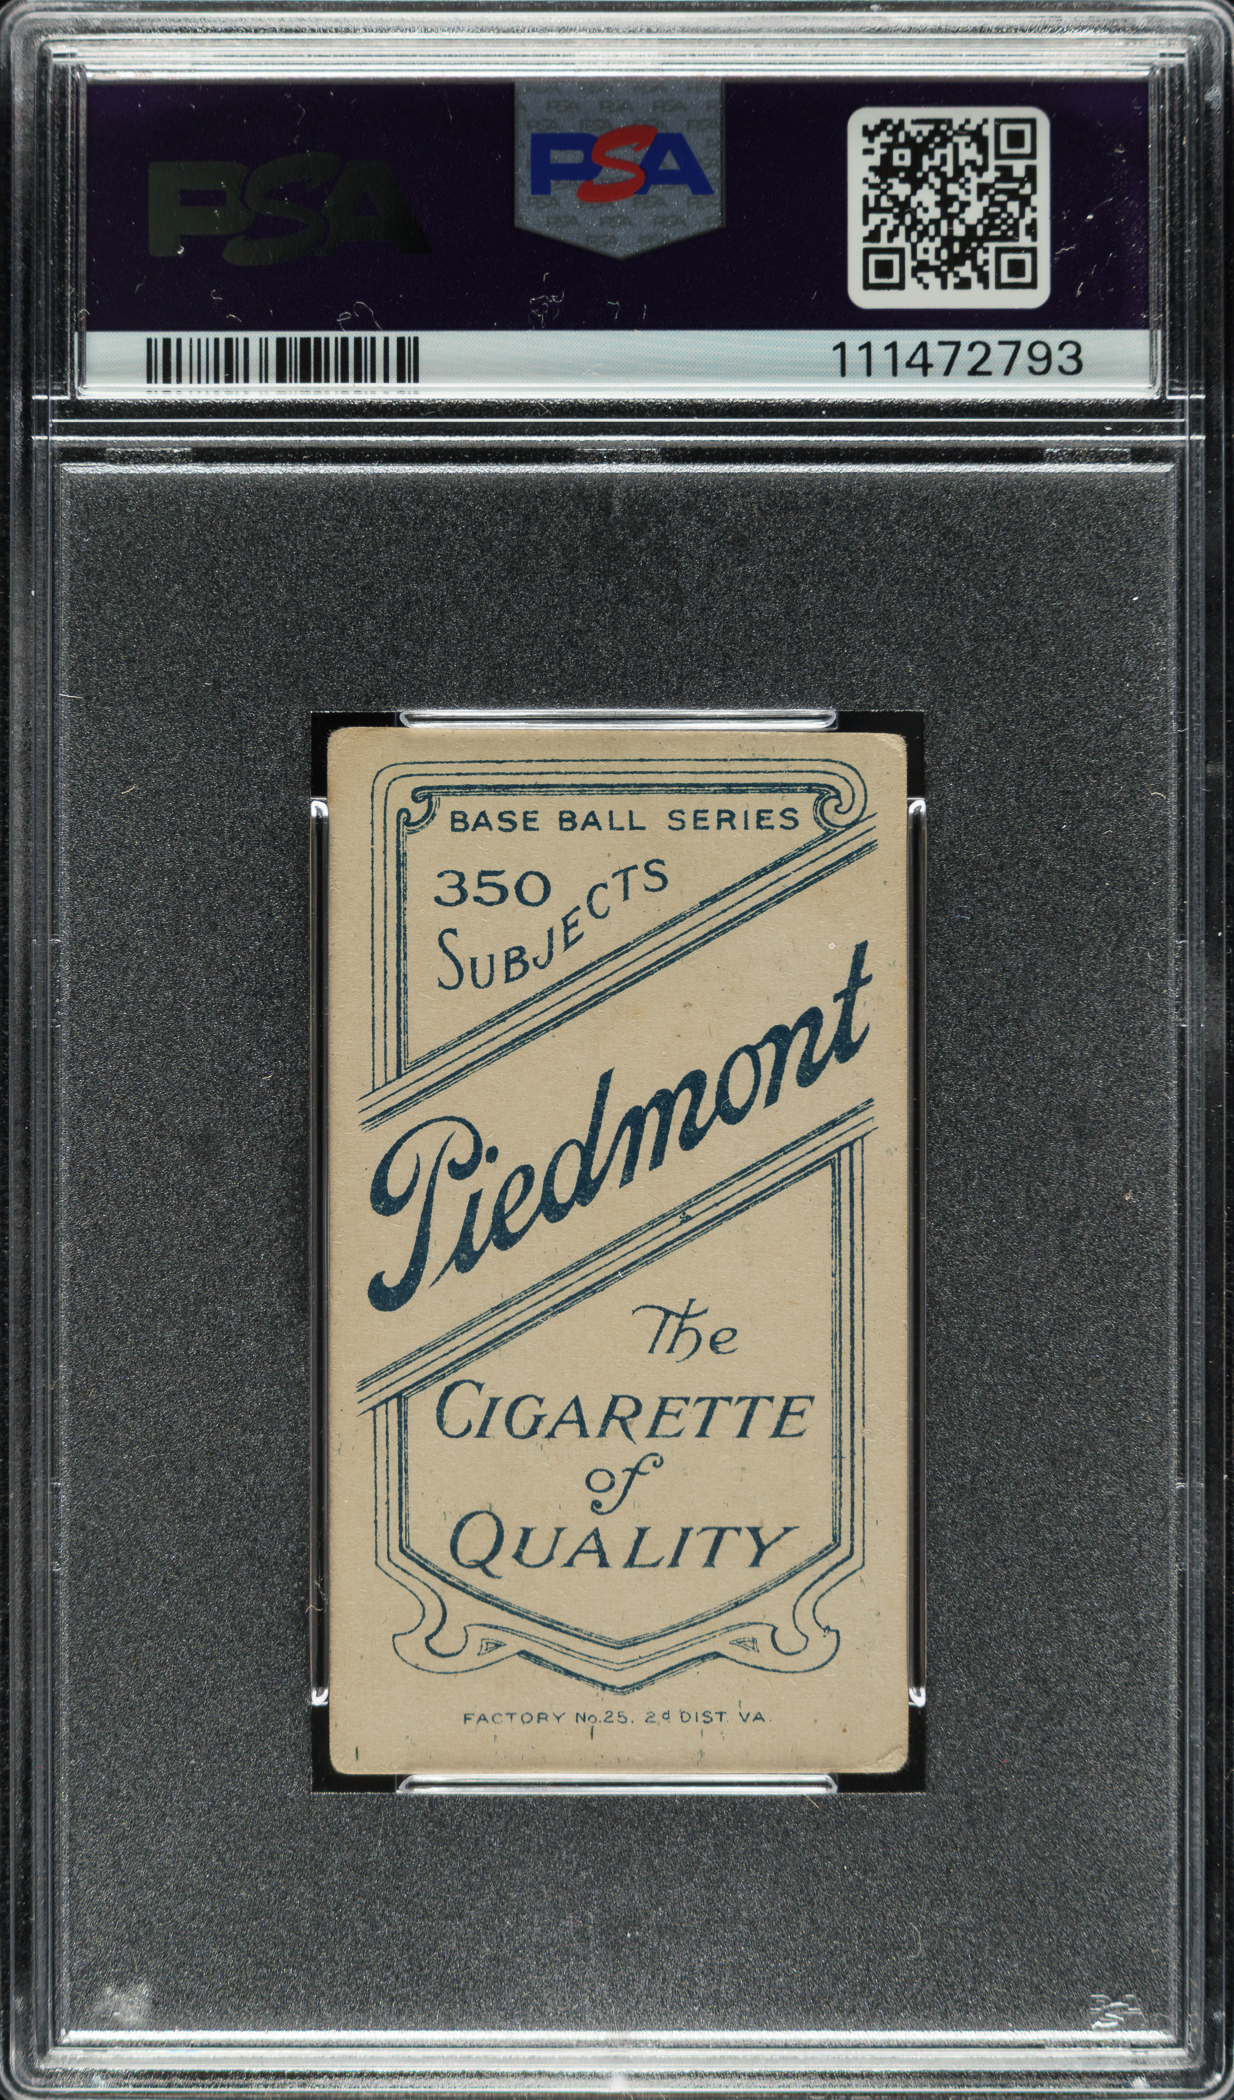 PSA
PSA
111472793
BASE BALL SERIES
350
SUBJECTS
Piedmont
The
CIGARETTE
of
QUALITY
FACTORY No. 25. 2d DIST. VA.